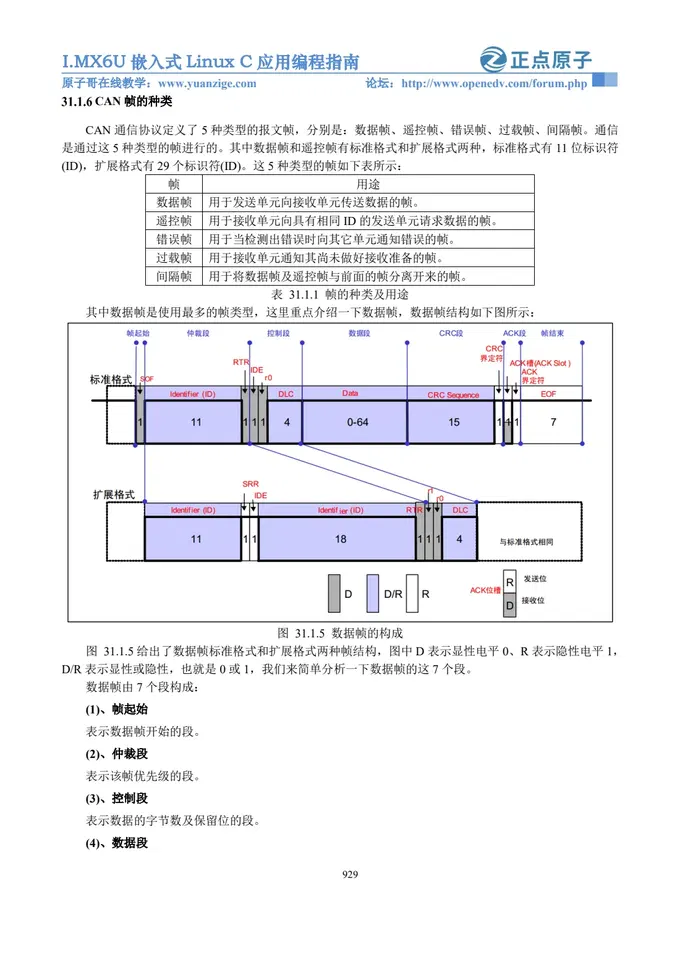 I.MX6U 嵌入式 Linux C 应用编程指南
正点原子
原子哥在线教学：www.yuanzige.com 论坛：http://www.openedv.com/forum.php
31.1.6 CAN 帧的种类
CAN 通信协议定义了 5 种类型的报文帧，分别是：数据帧、遥控帧、错误帧、过载帧、间隔帧。通信
是通过这 5 种类型的帧进行的。其中数据帧和遥控帧有标准格式和扩展格式两种，标准格式有 11 位标识符
(ID)，扩展格式有 29 个标识符(ID)。这 5 种类型的帧如下表所示：
帧 用途
数据帧 用于发送单元向接收单元传送数据的帧。
遥控帧 用于接收单元向具有相同 ID 的发送单元请求数据的帧。
错误帧 用于当检测出错误时向其它单元通知错误的帧。
过载帧 用于接收单元通知其尚未做好接收准备的帧。
间隔帧 用于将数据帧及遥控帧与前面的帧分离开来的帧。
表 31.1.1 帧的种类及用途
其中数据帧是使用最多的帧类型，这里重点介绍一下数据帧，数据帧结构如下图所示：
帧起始 仲裁段 控制段 数据段 CRC段 ACK段 帧结束
CRC
界定符
RTR
IDE
r0
ACK槽(ACK Slot )
ACK
界定符
标准格式 SOF
Identifier (ID) DLC Data CRC Sequence EOF
1 11 1 1 1 4 0-64 15 1 1 1 7
SRR
IDE
r1
r0
扩展格式
Identifier (ID) Identifier (ID) RTR DLC
11 1 1 18 1 1 1 4 与标准格式相同
D D/R R
ACK位槽
R 发送位
D 接收位
图 31.1.5 数据帧的构成
图 31.1.5 给出了数据帧标准格式和扩展格式两种帧结构，图中 D 表示显性电平 0、R 表示隐性电平 1，
D/R 表示显性或隐性，也就是 0 或 1，我们来简单分析一下数据帧的这 7 个段。
数据帧由 7 个段构成：
(1)、帧起始
表示数据帧开始的段。
(2)、仲裁段
表示该帧优先级的段。
(3)、控制段
表示数据的字节数及保留位的段。
(4)、数据段
929